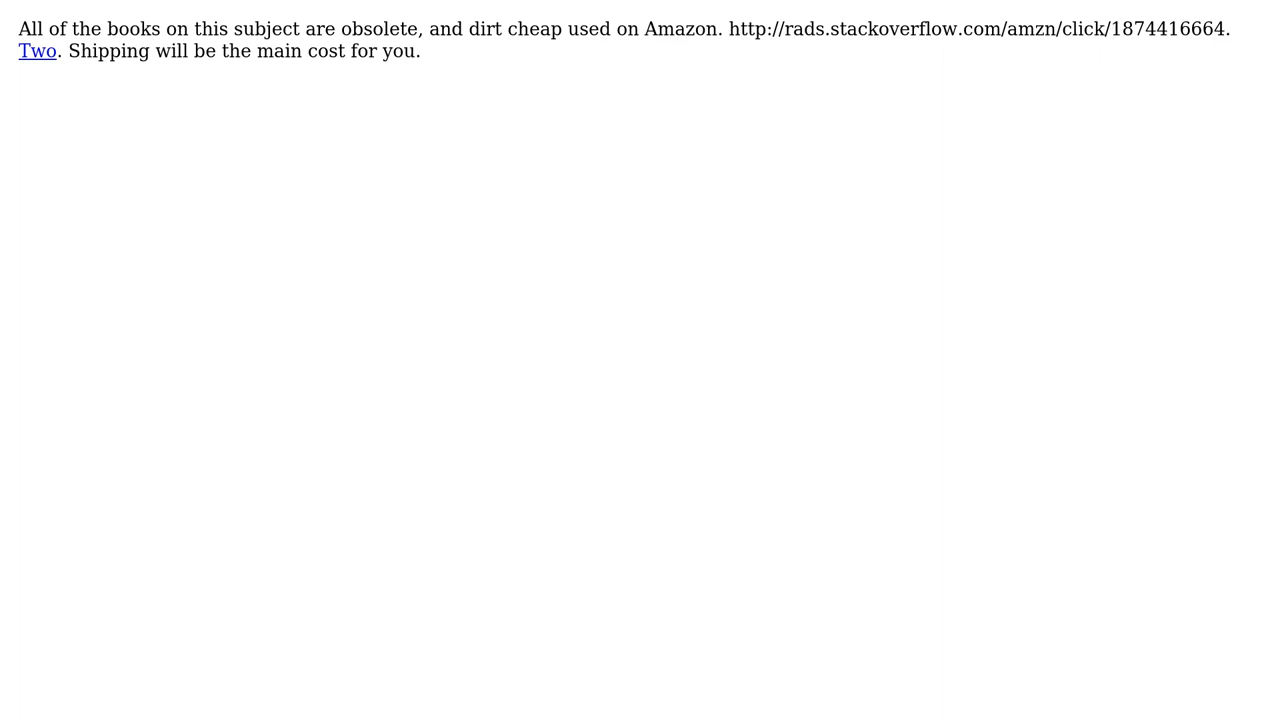 All of the books on this subject are obsolete, and dirt cheap used on Amazon. http://rads.stackoverflow.com/amzn/click/1874416664.
Two. Shipping will be the main cost for you.